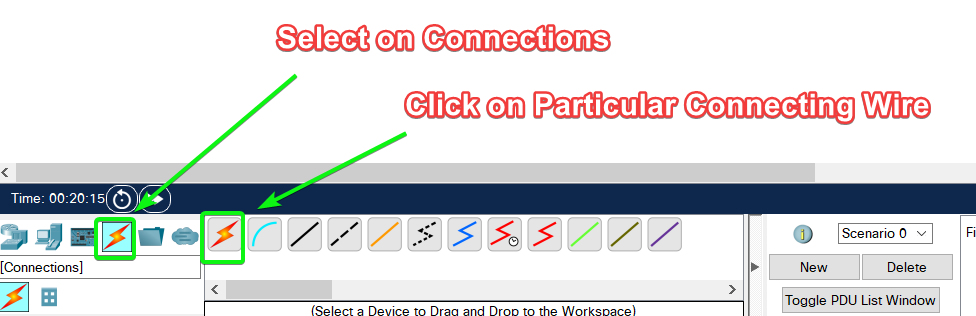 Select on Connections
Click on Particular Connecting Wire
Time: 00:20:15
[Connections]
Scenario 0
Fi
New
Delete
Toggle PDU List Window
(Select a Device to Drag and Drop to the Workspace)